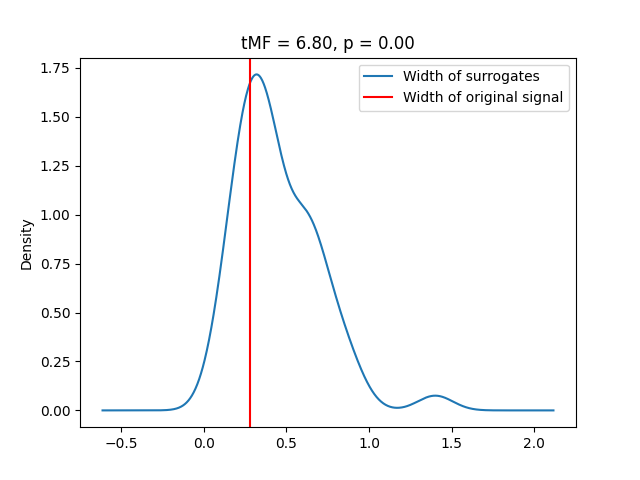 tMF = 6.80, p = 0.00
Width of surrogates
Width of original signal
Density
1.75
1.50
1.25
1.00
0.75
0.50
0.25
0.00
−0.5 0.0 0.5 1.0 1.5 2.0